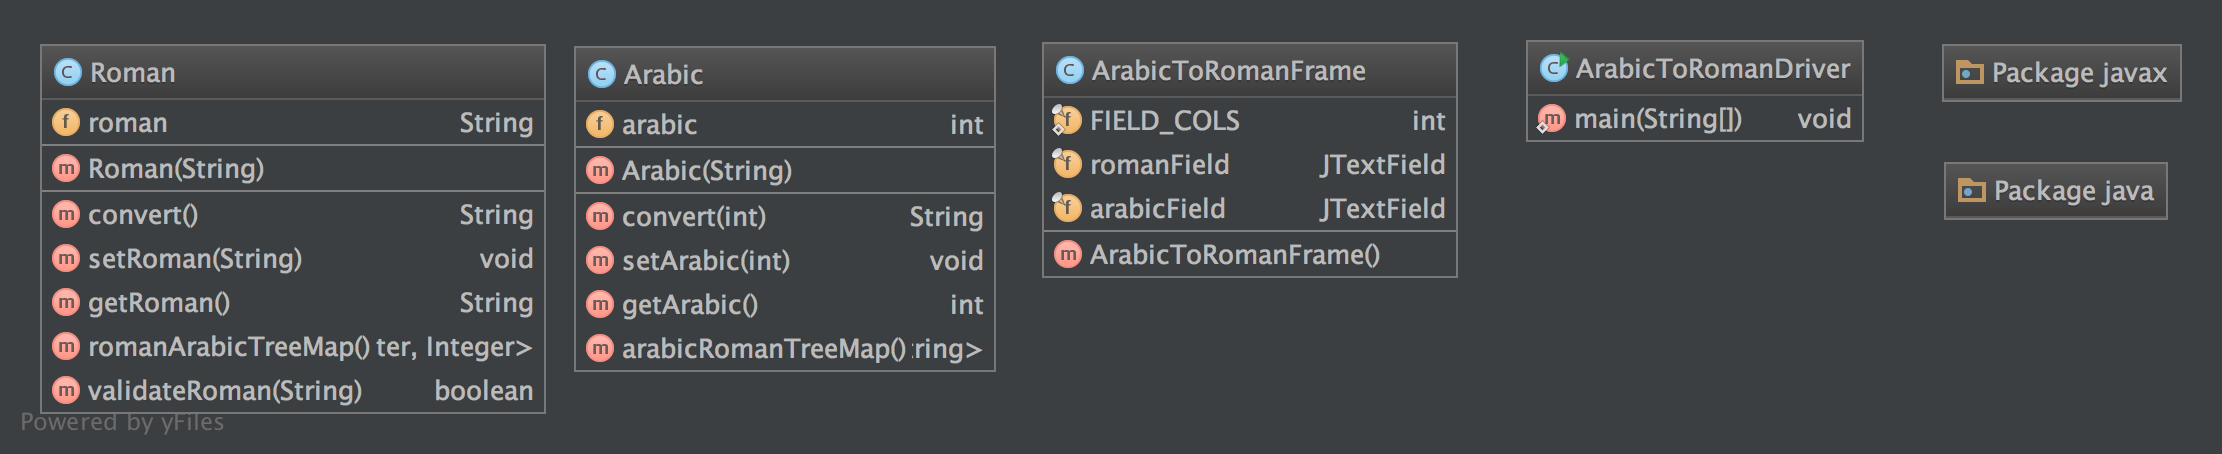 Roman
roman String
Roman(String)
convert() String
setRoman(String) void
getRoman() String
romanArabicTreeMap() ter, Integer>
validateRoman(String) boolean
Arabic
arabic int
Arabic(String)
convert(int) String
setArabic(int) void
getArabic() int
arabicRomanTreeMap() ring>
ArabicToRomanFrame
FIELD_COLS int
romanField JTextField
arabicField JTextField
ArabicToRomanFrame()
ArabicToRomanDriver
main(String[]) void
Package javax
Package java
Powered by yFiles